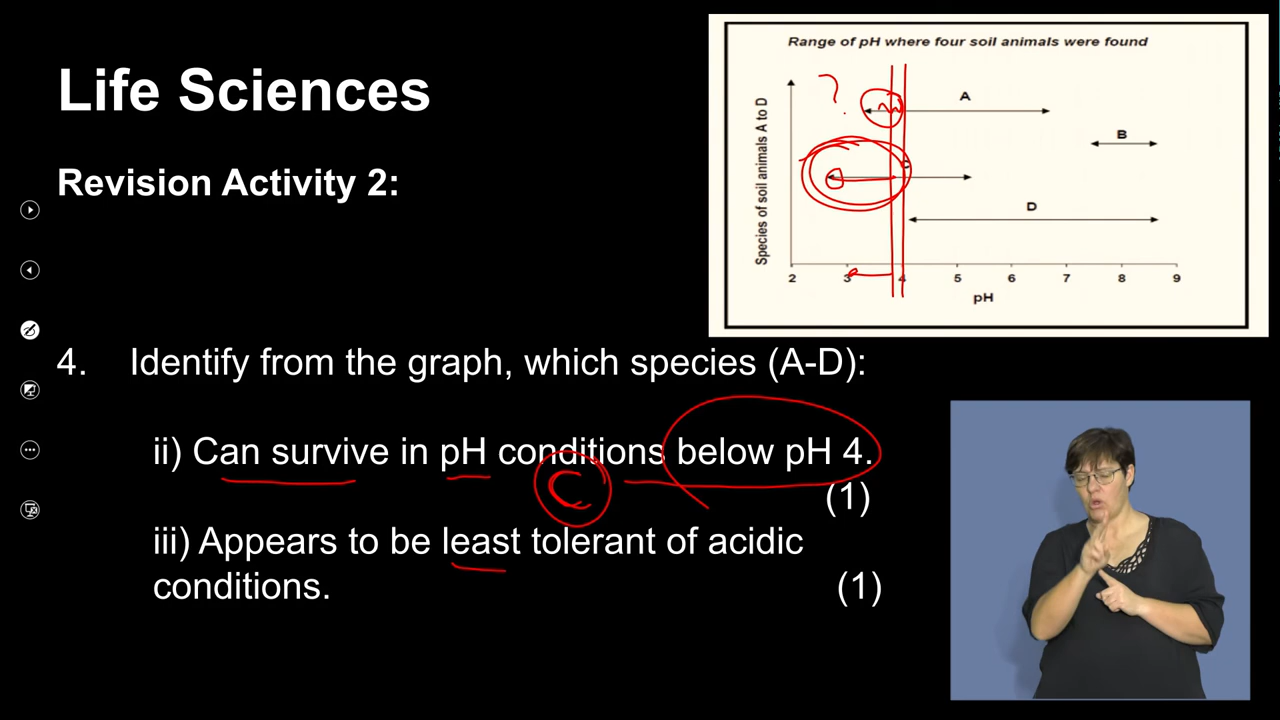 Life Sciences
Revision Activity 2:
Range of pH where four soil animals were found
Species of soil animals A to D
?
A
B
D
2 3 4 5 6 7 8 9
pH
4. Identify from the graph, which species (A-D):
ii) Can survive in pH conditions below pH 4.
(1)
C
iii) Appears to be least tolerant of acidic
conditions. (1)